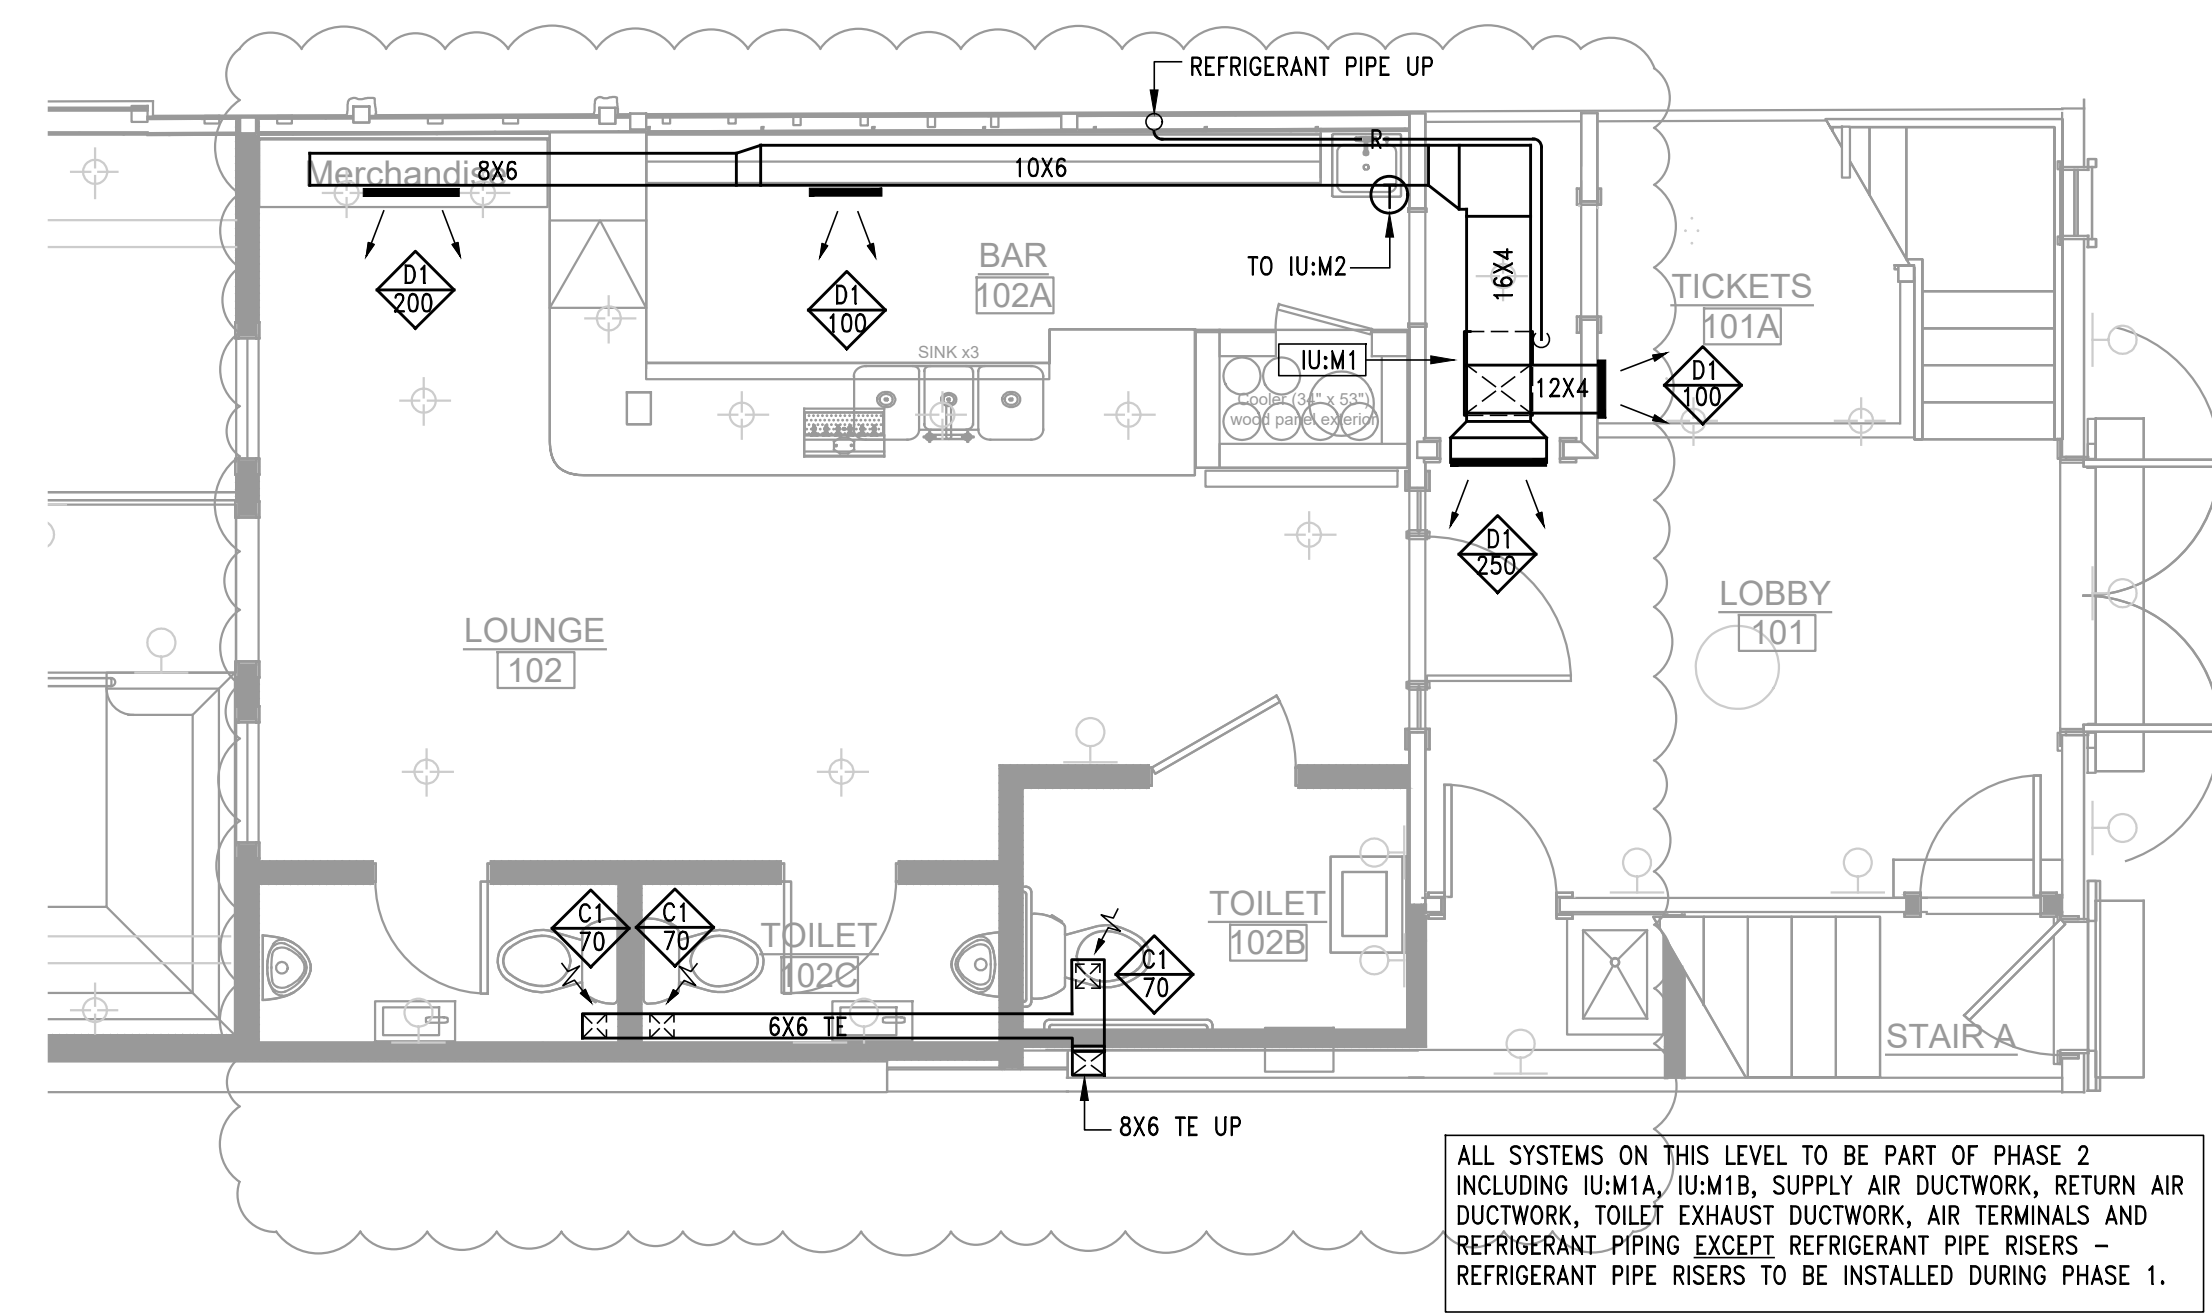 REFRIGERANT PIPE UP
R
Merchandise
8X6
10X6
T
BAR
102A
TO IU:M2
16X4
TICKETS
101A
D1
200
D1
100
SINK x3
IU:M1
12X4
D1
100
Cooler (34" x 53")
wood panel exterior
D1
250
LOBBY
101
LOUNGE
102
C1
70
C1
70
TOILET
102C
TOILET
102B
C1
70
6X6 TE
STAIR A
8X6 TE UP
ALL SYSTEMS ON THIS LEVEL TO BE PART OF PHASE 2
INCLUDING IU:M1A, IU:M1B, SUPPLY AIR DUCTWORK, RETURN AIR
DUCTWORK, TOILET EXHAUST DUCTWORK, AIR TERMINALS AND
REFRIGERANT PIPING EXCEPT REFRIGERANT PIPE RISERS –
REFRIGERANT PIPE RISERS TO BE INSTALLED DURING PHASE 1.